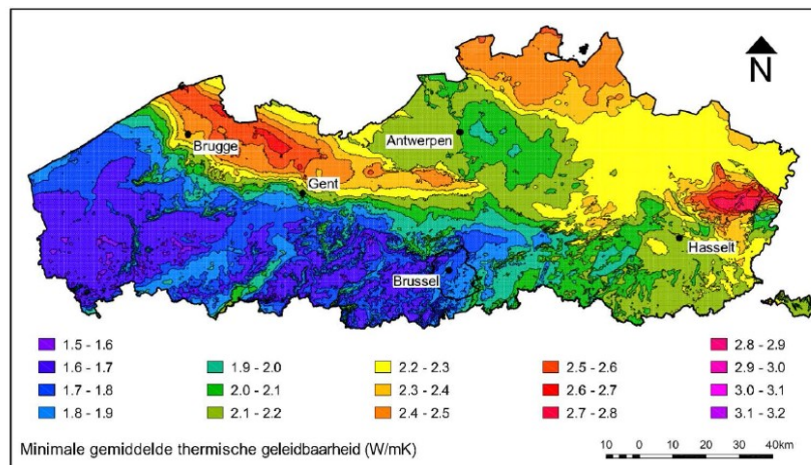 N
Brugge
Antwerpen
Gent
Hasselt
Brussel
2.8 - 2.9
1.5 - 1.6
1.6 - 1.7 1.9 - 2.0 2.2 - 2.3 2.5 - 2.6 2.9 - 3.0
1.7 - 1.8 2.0 - 2.1 2.3 - 2.4 2.6 - 2.7 3.0 - 3.1
1.8 - 1.9 2.1 - 2.2 2.4 - 2.5 2.7 - 2.8 3.1 - 3.2
Minimale gemiddelde thermische geleidbaarheid (W/mK)
10 0 10 20 30 40km